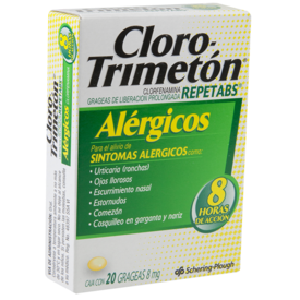 Cloro-
Trimetón®
CLORFENAMINA
GRAGEAS DE LIBERACIÓN PROLONGADA
REPETABS®
Alérgicos
Para el alivio de
SINTOMAS ALERGICOS como:
• Urticaria (ronchas)
• Ojos llorosos
• Escurrimiento nasal
• Estornudos
• Comezón
• Cosquilleo en garganta y nariz
8
HORAS
DE ACCIÓN
CAJA CON 20 GRAGEAS 8 mg
Schering-Plough